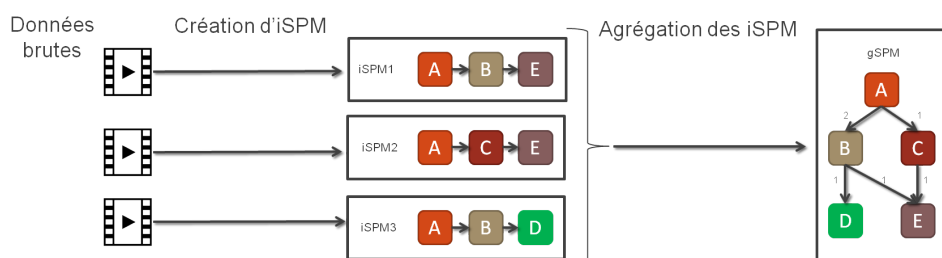 Données
brutes
Création d'iSPM
Agrégation des iSPM
iSPM1
A B E
iSPM2
A C E
iSPM3
A B D
gSPM
A
2 1
B C
1 1 1
D E